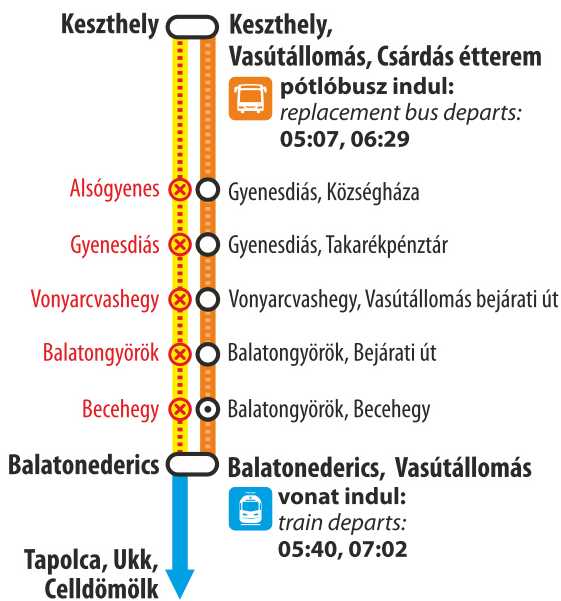 Keszthely
Keszthely,
Vasútállomás, Csárdás étterem
pótlóbusz indul:
replacement bus departs:
05:07, 06:29
Alsógyenes
Gyenesdiás, Községháza
Gyenesdiás
Gyenesdiás, Takarékpénztár
Vonyarcvashegy
Vonyarcvashegy, Vasútállomás bejárati út
Balatongyörök
Balatongyörök, Bejárati út
Becehegy
Balatongyörök, Becehegy
Balatonederics
Balatonederics, Vasútállomás
vonat indul:
train departs:
05:40, 07:02
Tapolca, Ukk,
Celldömölk